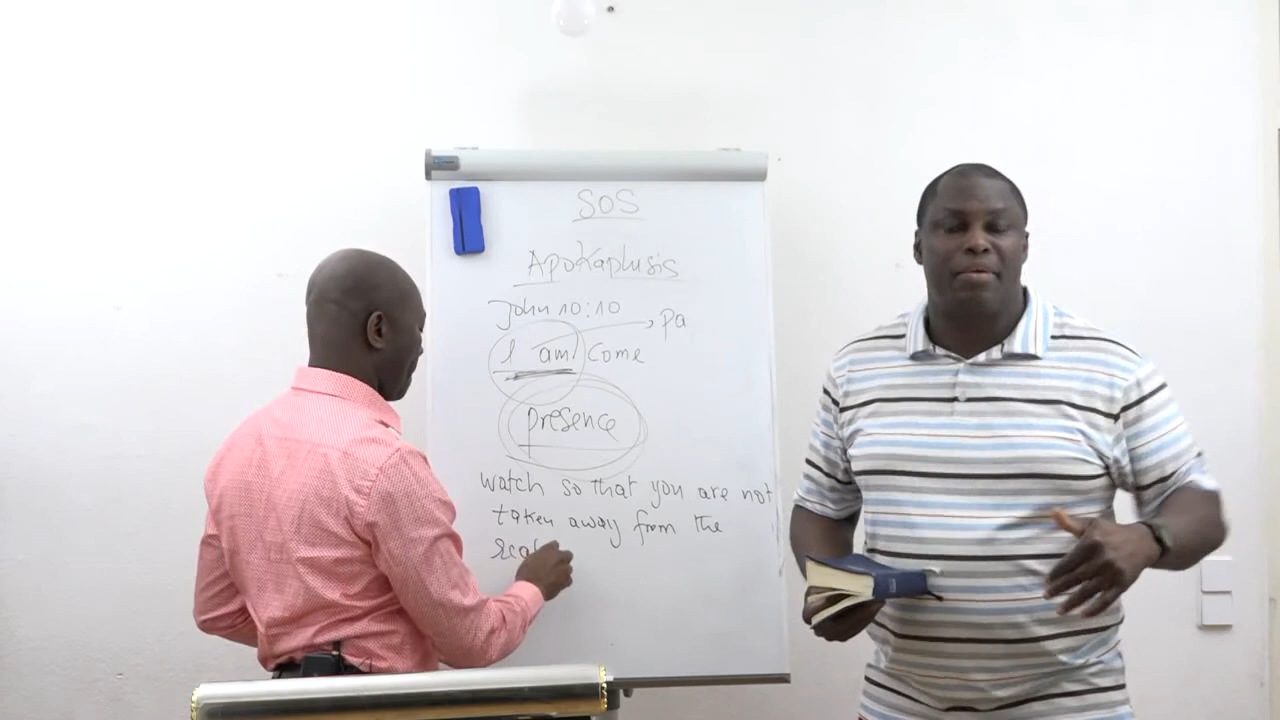 SOS
Apokaplusis
John 10:10
pa
I am Come
presence
watch so that you are not
taken away from the